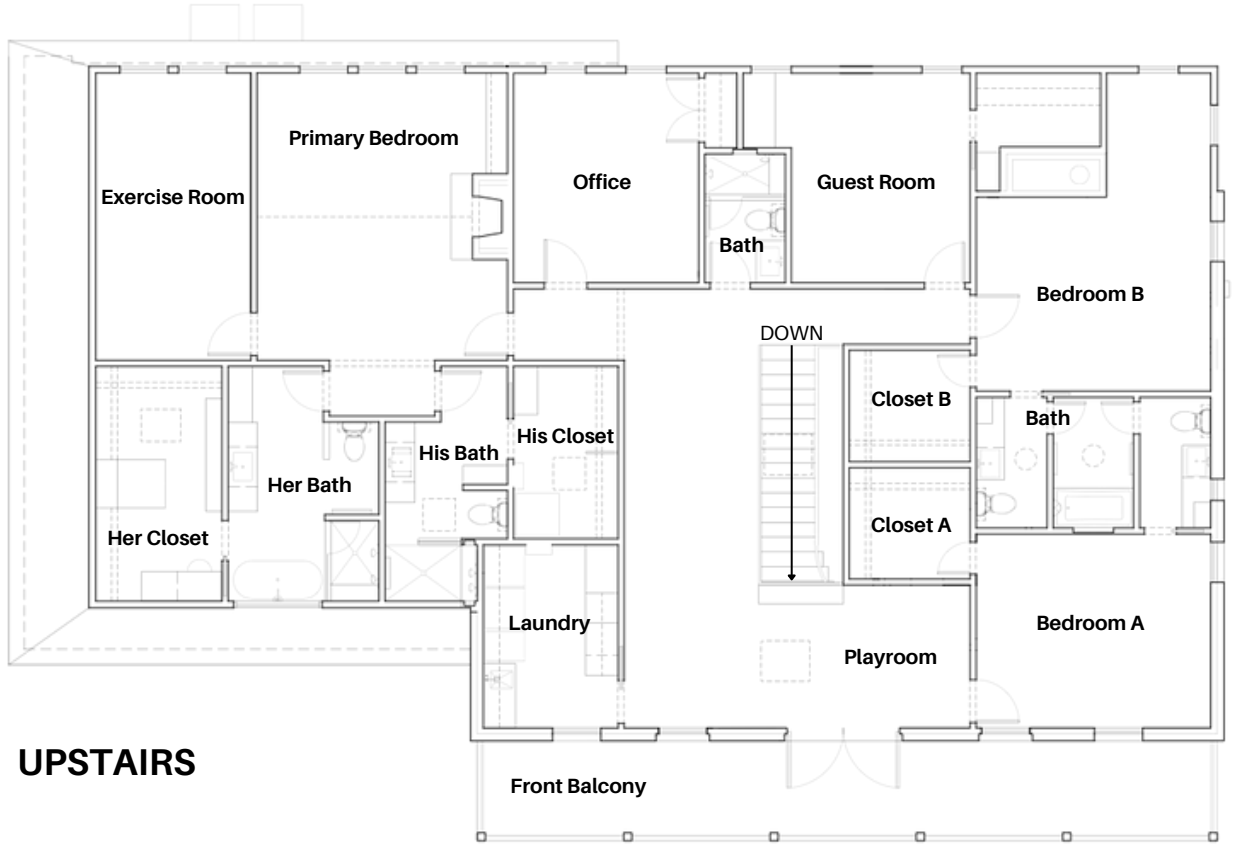 Primary Bedroom
Exercise Room
Office
Guest Room
Bath
Bedroom B
DOWN
Closet B
Bath
His Closet
His Bath
Her Bath
Closet A
Her Closet
Laundry
Bedroom A
Playroom
UPSTAIRS
Front Balcony